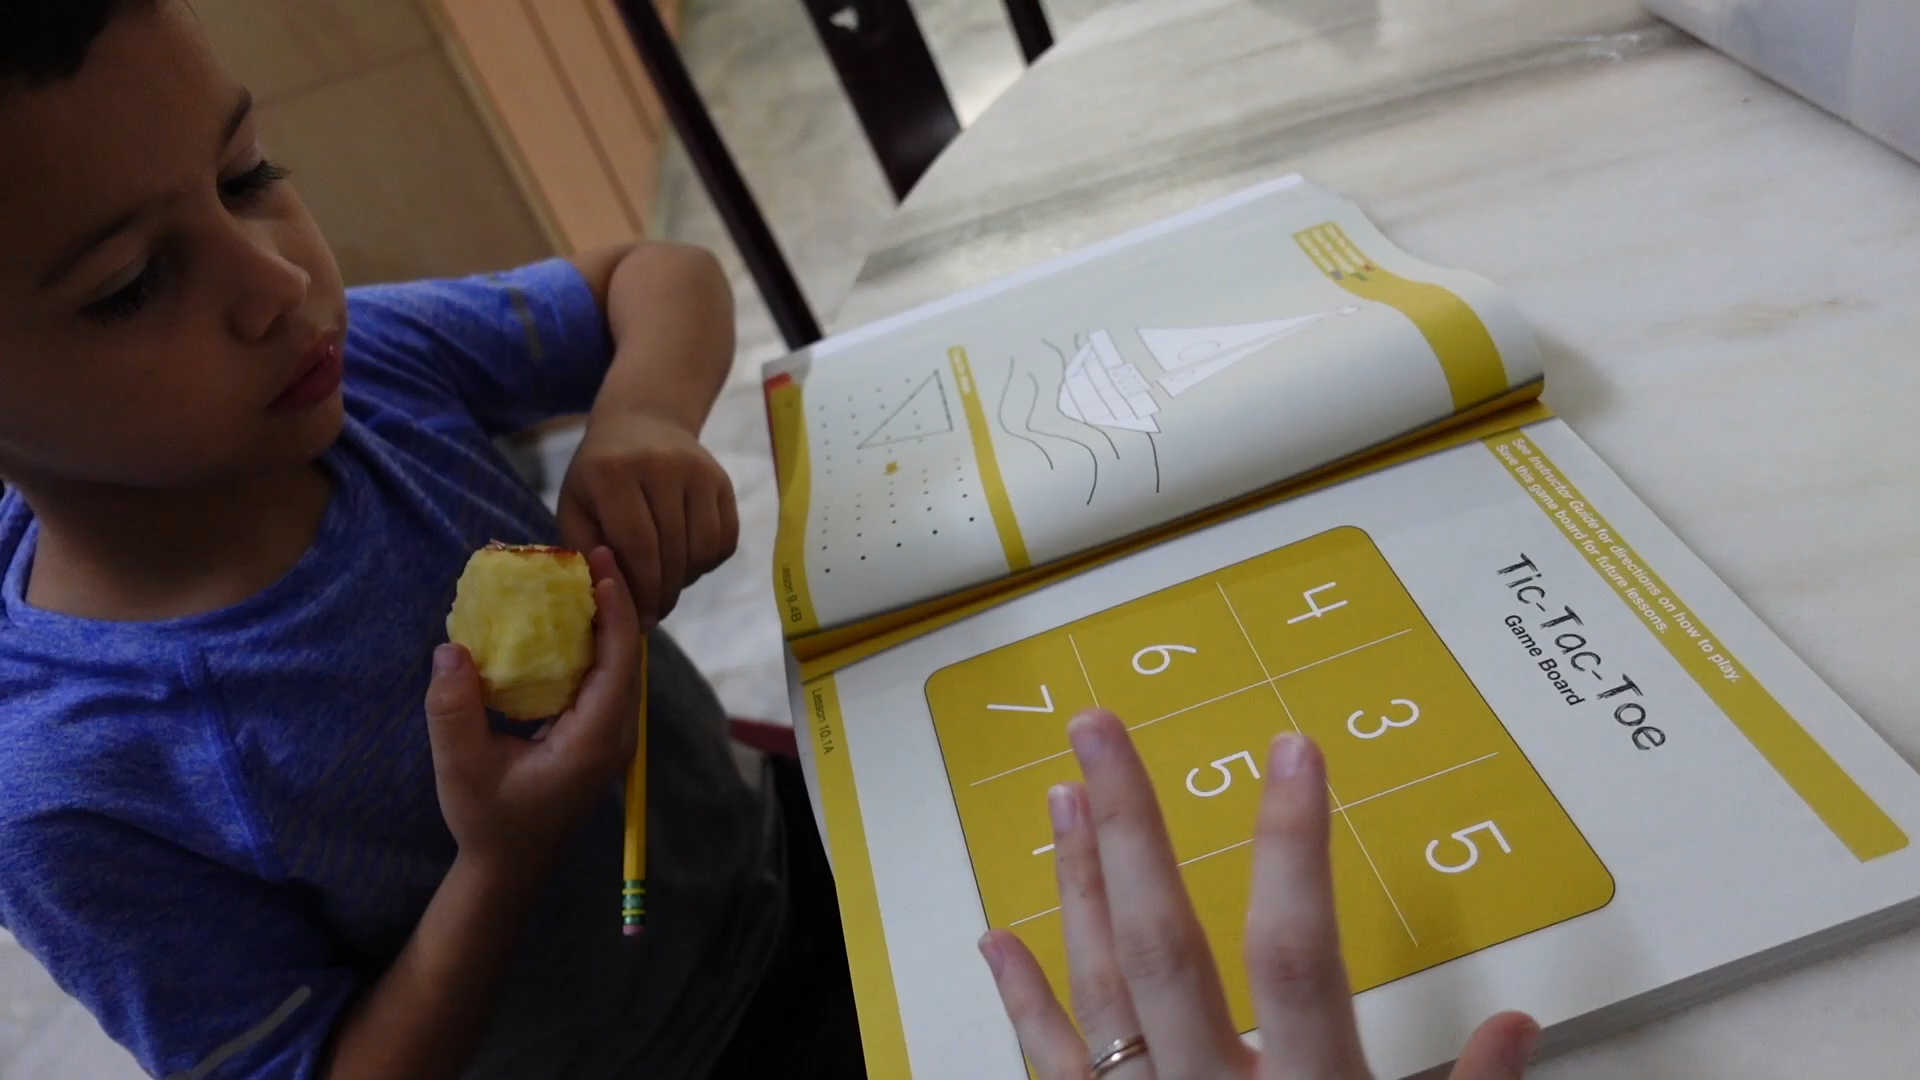 See Instructor Guide for directions on how to play.
Save this game board for future lessons.
Tic-Tac-Toe
Game Board
4 3 5
6 5
7
Lesson 10.1A
Lesson 9.4B